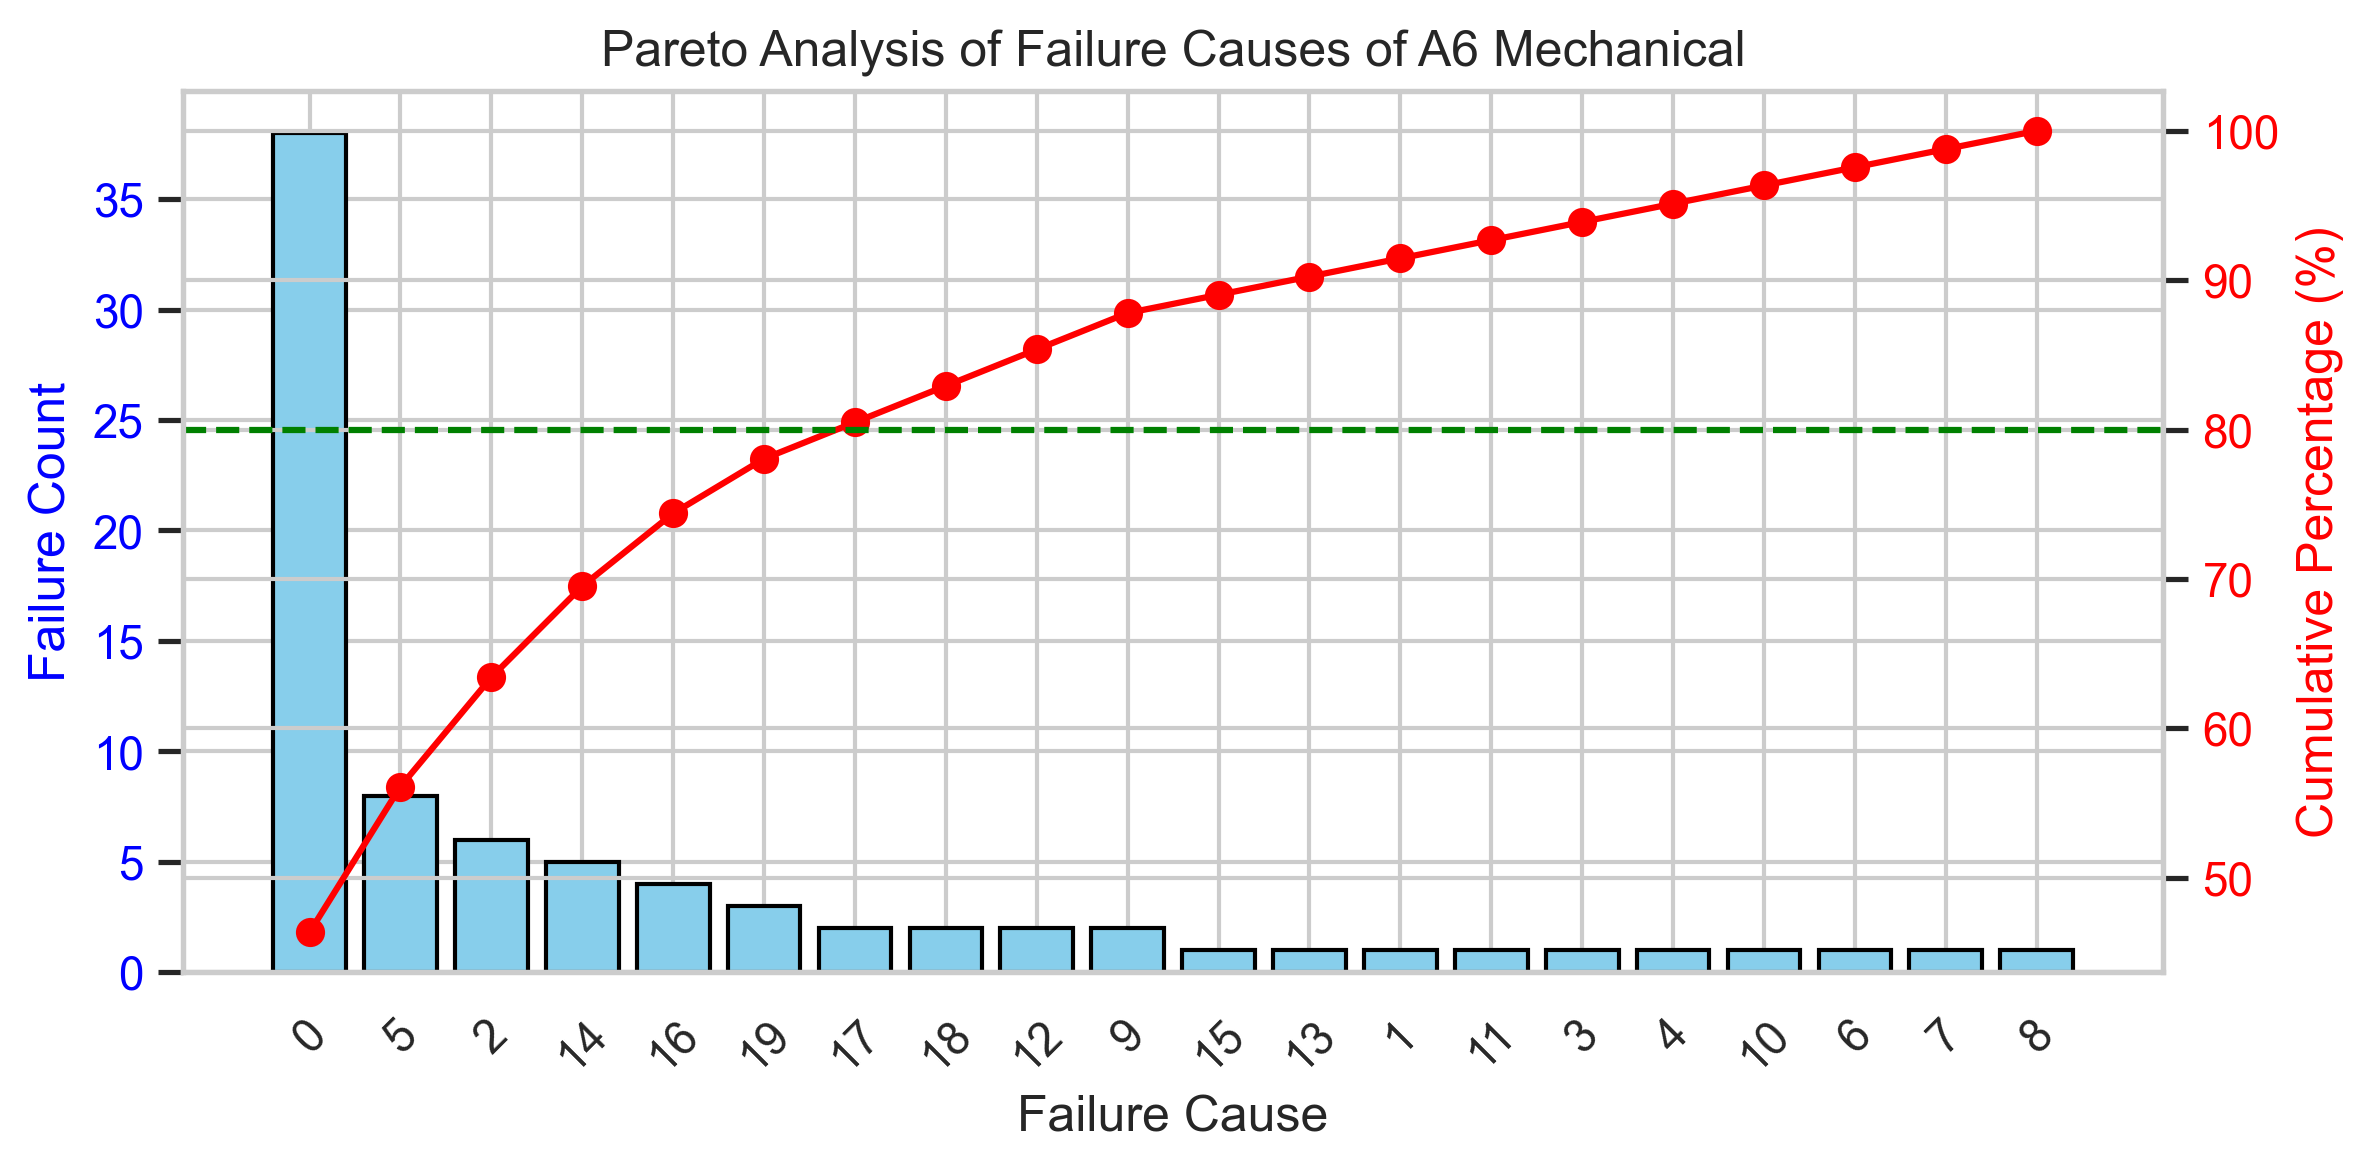 Pareto Analysis of Failure Causes of A6 Mechanical
Failure Count
35
30
25
20
15
10
5
0
100
90
80
70
60
50
Cumulative Percentage (%)
0 5 2 14 16 19 17 18 12 9 15 13 1 11 3 4 10 6 7 8
Failure Cause